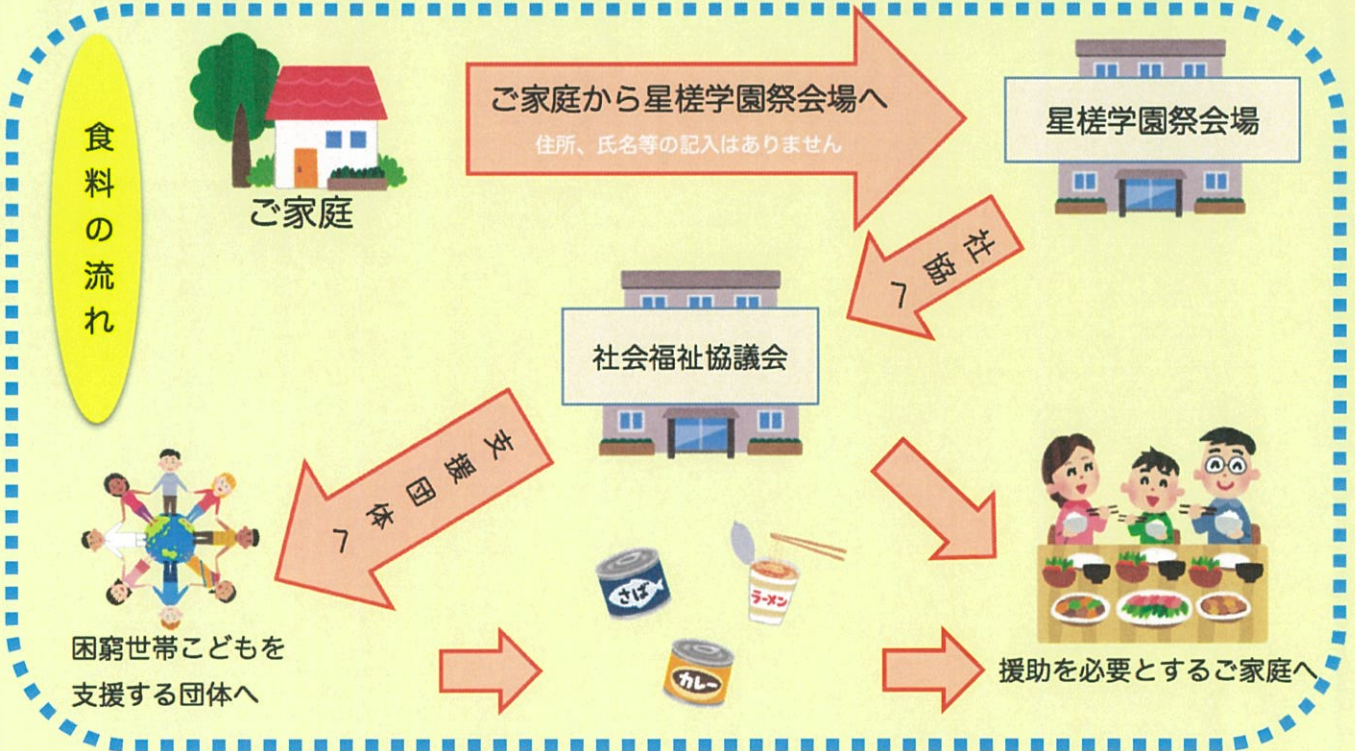 食料の流れ
ご家庭
ご家庭から星槎学園祭会場へ
住所、氏名等の記入はありません
星槎学園祭会場
社協へ
社会福祉協議会
支援団体へ
さば
ラーメン
カレー
困窮世帯こどもを
支援する団体へ
援助を必要とするご家庭へ